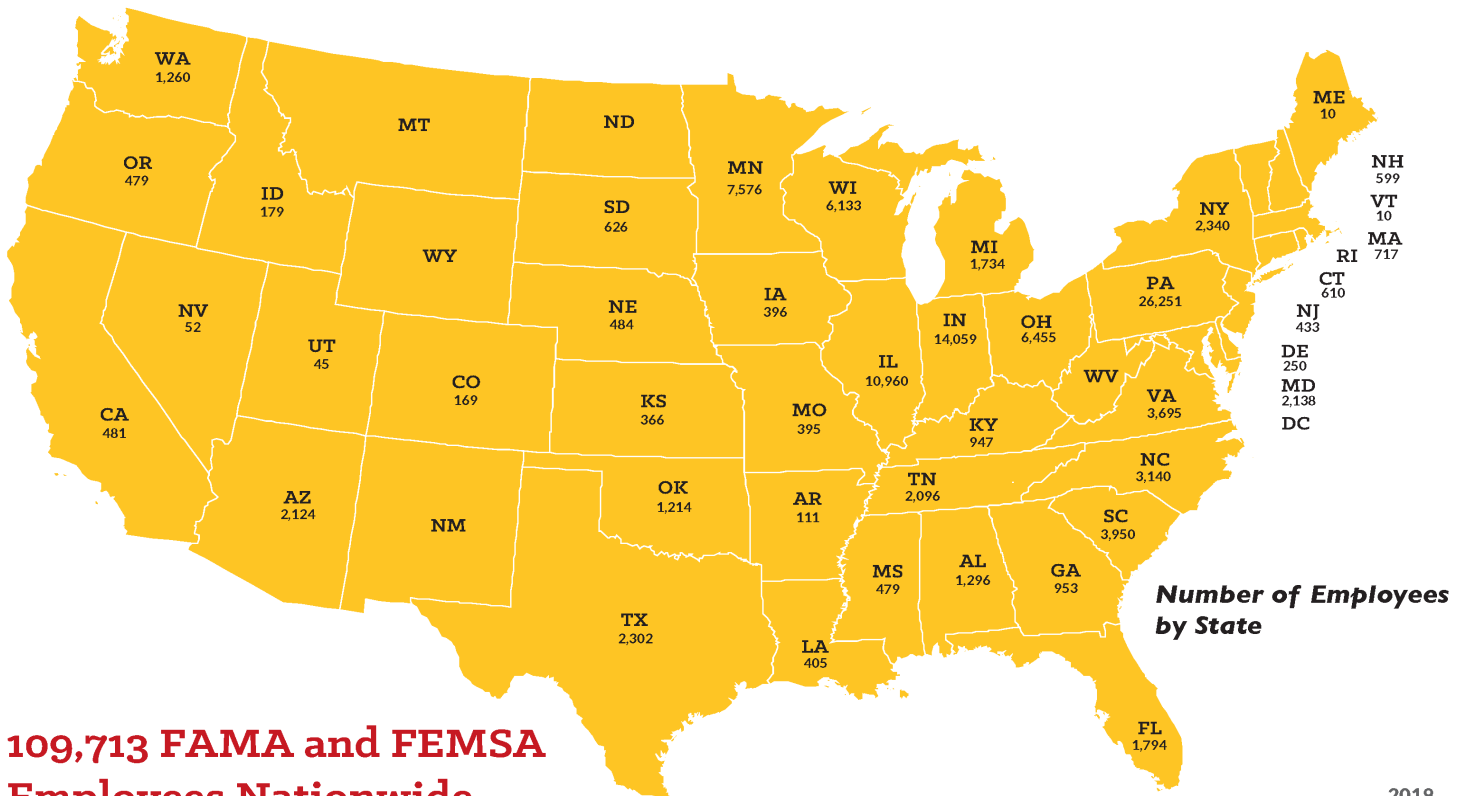 WA
1,260
MT
ND
MN
7,576
ME
10
OR
479
ID
179
SD
626
WI
6,133
NH
599
VT
10
NY
2,340
MA
717
RI
WY
MI
1,734
CT
610
NV
52
NE
484
IA
396
PA
26,251
NJ
433
UT
45
IN
14,059
OH
6,455
DE
250
CO
169
IL
10,960
WV
MD
2,138
CA
481
KS
366
MO
395
KY
947
VA
3,695
DC
AZ
2,124
NM
OK
1,214
AR
111
TN
2,096
NC
3,140
SC
3,950
TX
2,302
MS
479
AL
1,296
GA
953
LA
405
Number of Employees
by State
FL
1,794
109,713 FAMA and FEMSA
Employees Nationwide
2019